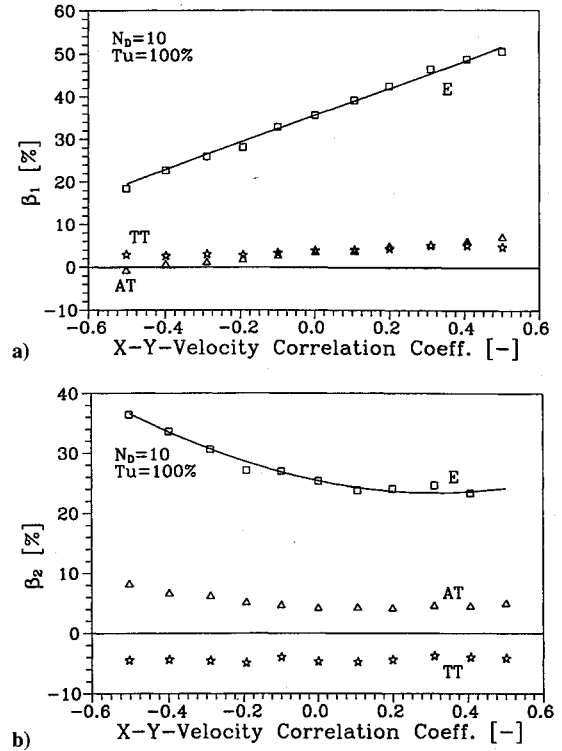 60
50
40
30
20
10
0
-10
β₁ [%]
N_D=10
Tu=100%
E
TT
AT
-0.6 -0.4 -0.2 0.0 0.2 0.4 0.6
a) X-Y-Velocity Correlation Coeff. [-]
40
30
20
10
0
-10
β₂ [%]
N_D=10
Tu=100%
E
AT
TT
-0.6 -0.4 -0.2 0.0 0.2 0.4 0.6
b) X-Y-Velocity Correlation Coeff. [-]